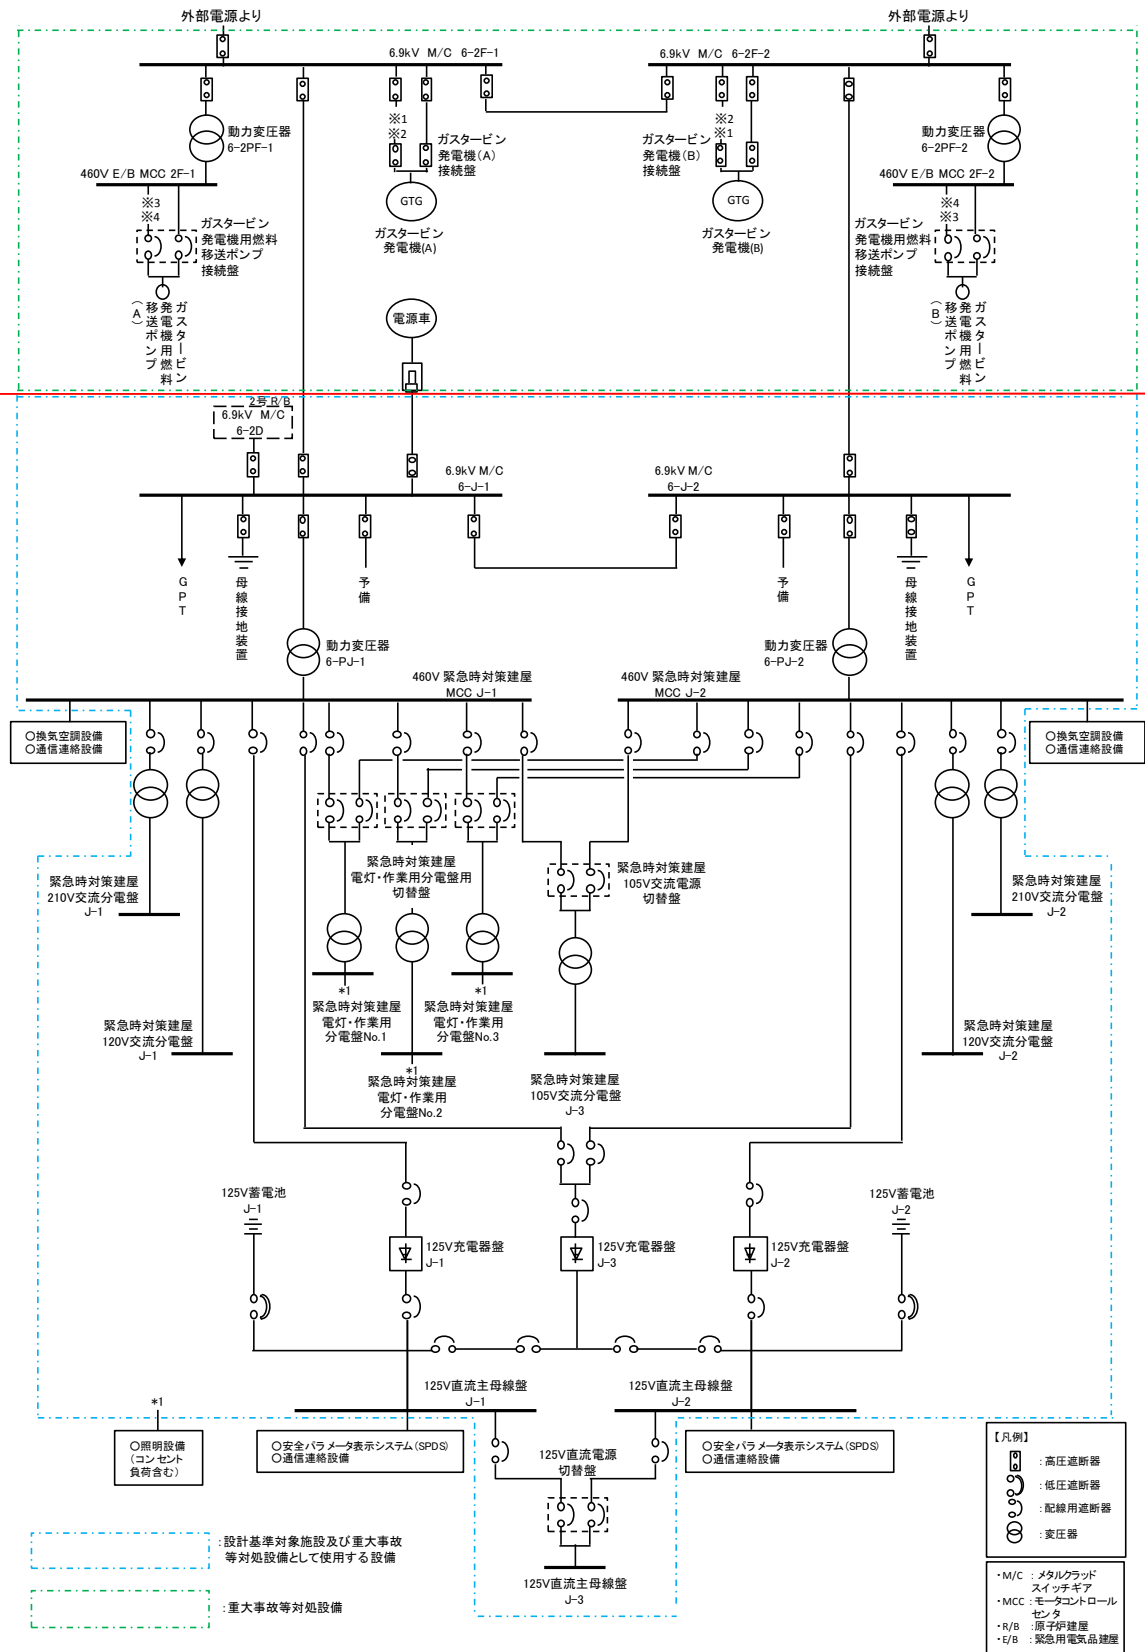 外部電源より
外部電源より
6.9kV M/C 6-2F-1
6.9kV M/C 6-2F-2
※1
※2
ガスタービン
発電機(A)
接続盤
ガスタービン
発電機(B)
接続盤
※2
※1
動力変圧器
6-2PF-1
動力変圧器
6-2PF-2
460V E/B MCC 2F-1
460V E/B MCC 2F-2
※3
※4
ガスタービン
発電機用燃料
移送ポンプ
接続盤
GTG
ガスタービン
発電機(A)
GTG
ガスタービン
発電機(B)
ガスタービン
発電機用燃料
移送ポンプ
接続盤
※4
※3
ガスタービン
発電機用燃料
移送ポンプ
(A)
電源車
ガスタービン
発電機用燃料
移送ポンプ
(B)
2号 R/B
6.9kV M/C
6-2D
6.9kV M/C
6-J-1
6.9kV M/C
6-J-2
GPT
母線接地装置
予備
予備
母線接地装置
GPT
動力変圧器
6-PJ-1
動力変圧器
6-PJ-2
460V 緊急時対策建屋
MCC J-1
460V 緊急時対策建屋
MCC J-2
○換気空調設備
○通信連絡設備
○換気空調設備
○通信連絡設備
緊急時対策建屋
電灯・作業用分電盤用
切替盤
緊急時対策建屋
105V交流電源
切替盤
緊急時対策建屋
210V交流分電盤
J-1
緊急時対策建屋
210V交流分電盤
J-2
*1
緊急時対策建屋
電灯・作業用
分電盤No.1
*1
緊急時対策建屋
電灯・作業用
分電盤No.3
緊急時対策建屋
120V交流分電盤
J-1
緊急時対策建屋
120V交流分電盤
J-2
*1
緊急時対策建屋
電灯・作業用
分電盤No.2
緊急時対策建屋
105V交流分電盤
J-3
125V蓄電池
J-1
125V蓄電池
J-2
125V充電器盤
J-1
125V充電器盤
J-3
125V充電器盤
J-2
125V直流主母線盤
J-1
125V直流主母線盤
J-2
*1
○照明設備
(コンセント
負荷含む)
○安全パラメータ表示システム(SPDS)
○通信連絡設備
125V直流電源
切替盤
○安全パラメータ表示システム(SPDS)
○通信連絡設備
125V直流主母線盤
J-3
【凡例】
:高圧遮断器
:低圧遮断器
:配線用遮断器
:変圧器
:設計基準対象施設及び重大事故
等対処設備として使用する設備
:重大事故等対処設備
・M/C :メタルクラッド
スイッチギア
・MCC :モータコントロール
センタ
・R/B :原子炉建屋
・E/B :緊急用電気品建屋